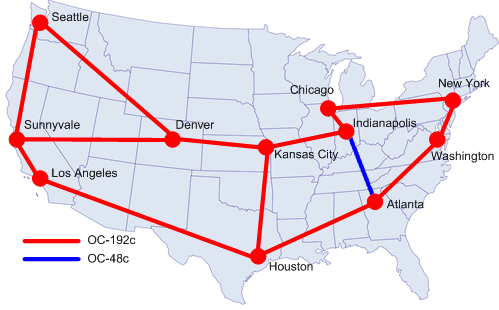 Seattle
Chicago
New York
Sunnyvale
Denver
Indianapolis
Kansas City
Washington
Los Angeles
Atlanta
OC-192c
OC-48c
Houston